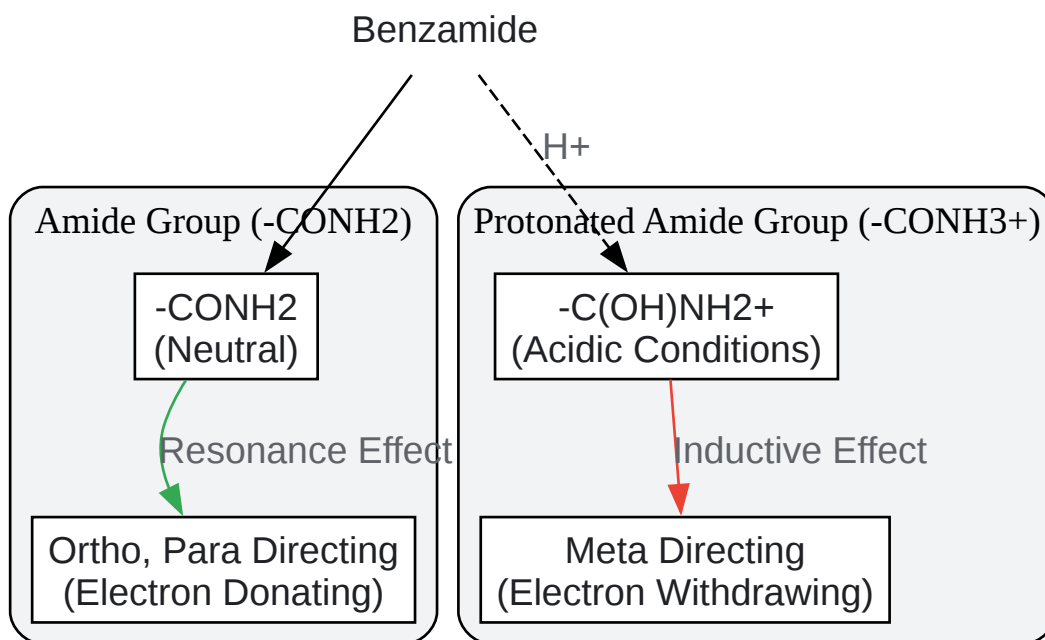 Benzamide
H+
Amide Group (-CONH2)
Protonated Amide Group (-CONH3+)
-CONH2
(Neutral)
-C(OH)NH2+
(Acidic Conditions)
Resonance Effect
Inductive Effect
Ortho, Para Directing
(Electron Donating)
Meta Directing
(Electron Withdrawing)